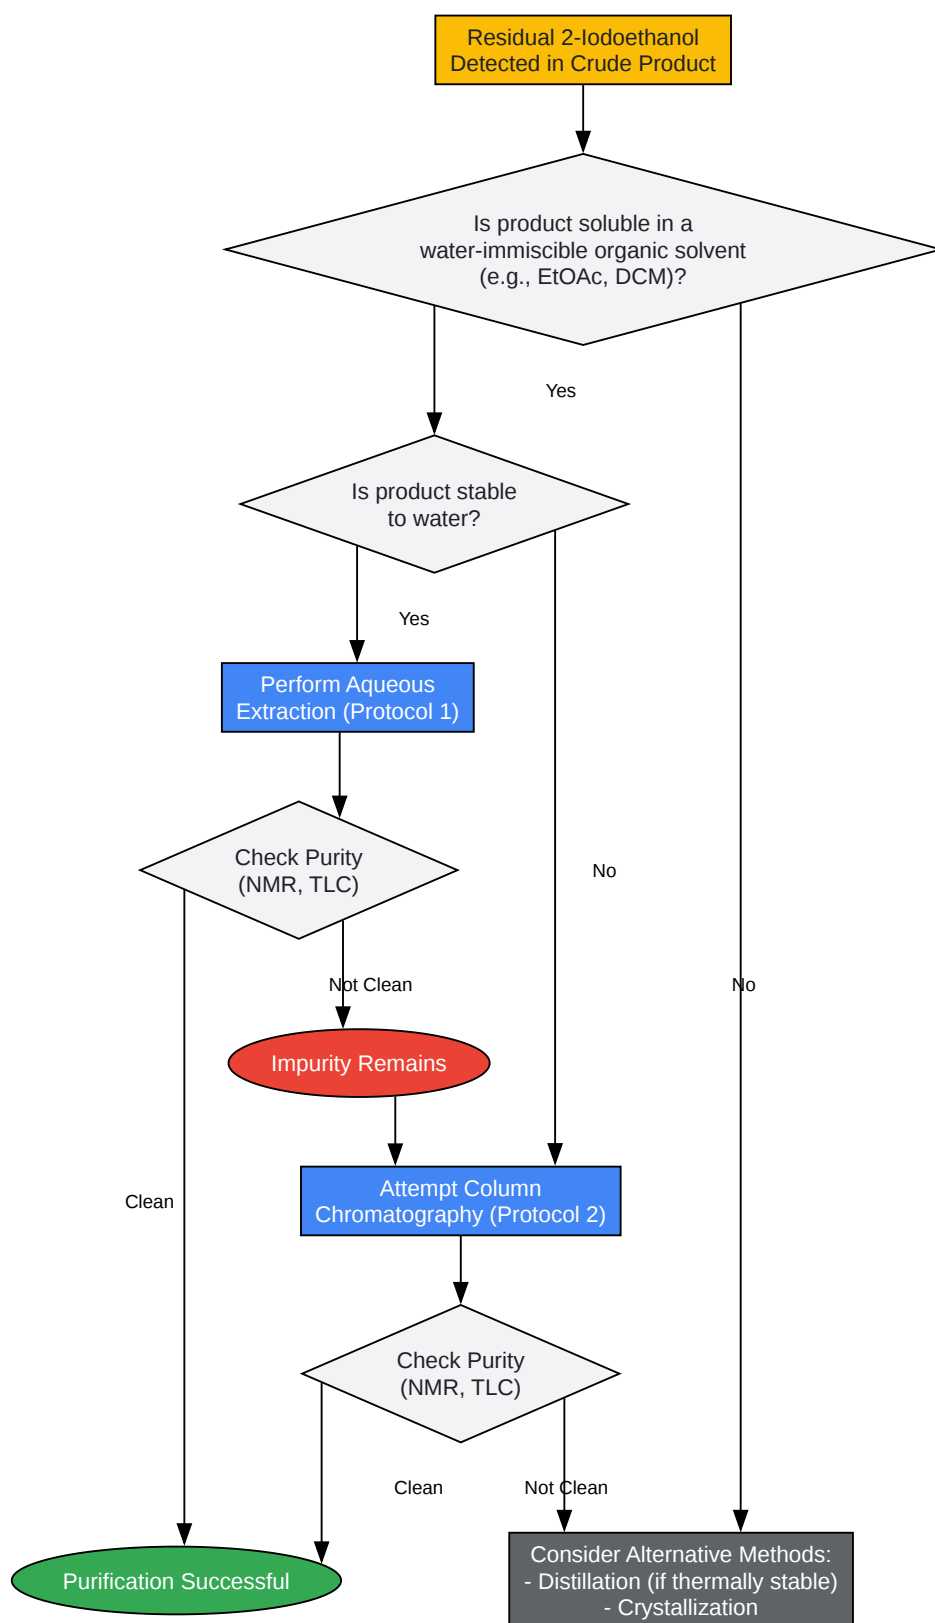 Residual 2-Iodoethanol
Detected in Crude Product
Is product soluble in a
water-immiscible organic solvent
(e.g., EtOAc, DCM)?
Yes
Is product stable
to water?
Yes
Perform Aqueous
Extraction (Protocol 1)
Check Purity
(NMR, TLC)
No
Not Clean
No
Impurity Remains
Attempt Column
Chromatography (Protocol 2)
Clean
Check Purity
(NMR, TLC)
Clean
Not Clean
Purification Successful
Consider Alternative Methods:
- Distillation (if thermally stable)
- Crystallization